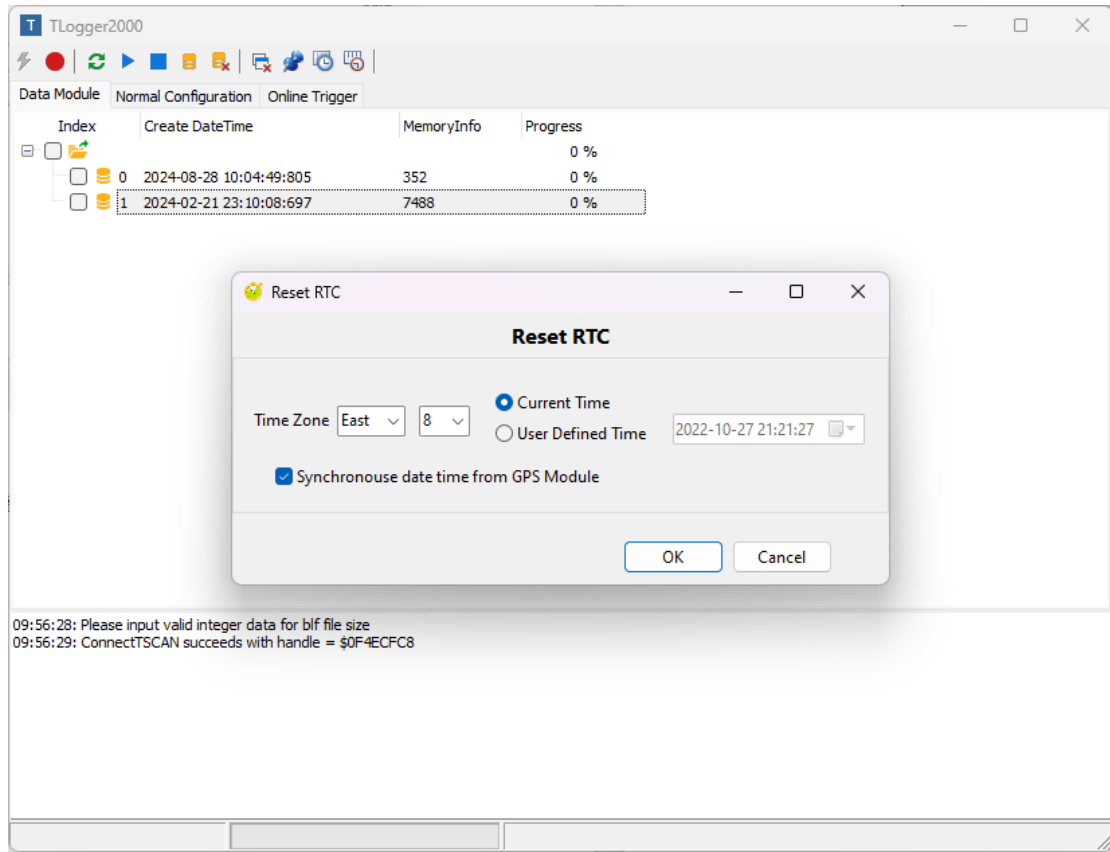 T TLogger2000
Data Module Normal Configuration Online Trigger
Index Create DateTime MemoryInfo Progress
0 %
0 2024-08-28 10:04:49:805 352 0 %
1 2024-02-21 23:10:08:697 7488 0 %
Reset RTC
Reset RTC
Current Time
Time Zone East 8
User Defined Time 2022-10-27 21:21:27
Synchronouse date time from GPS Module
OK Cancel
09:56:28: Please input valid integer data for blf file size
09:56:29: ConnectTSCAN succeeds with handle = $0F4ECFC8